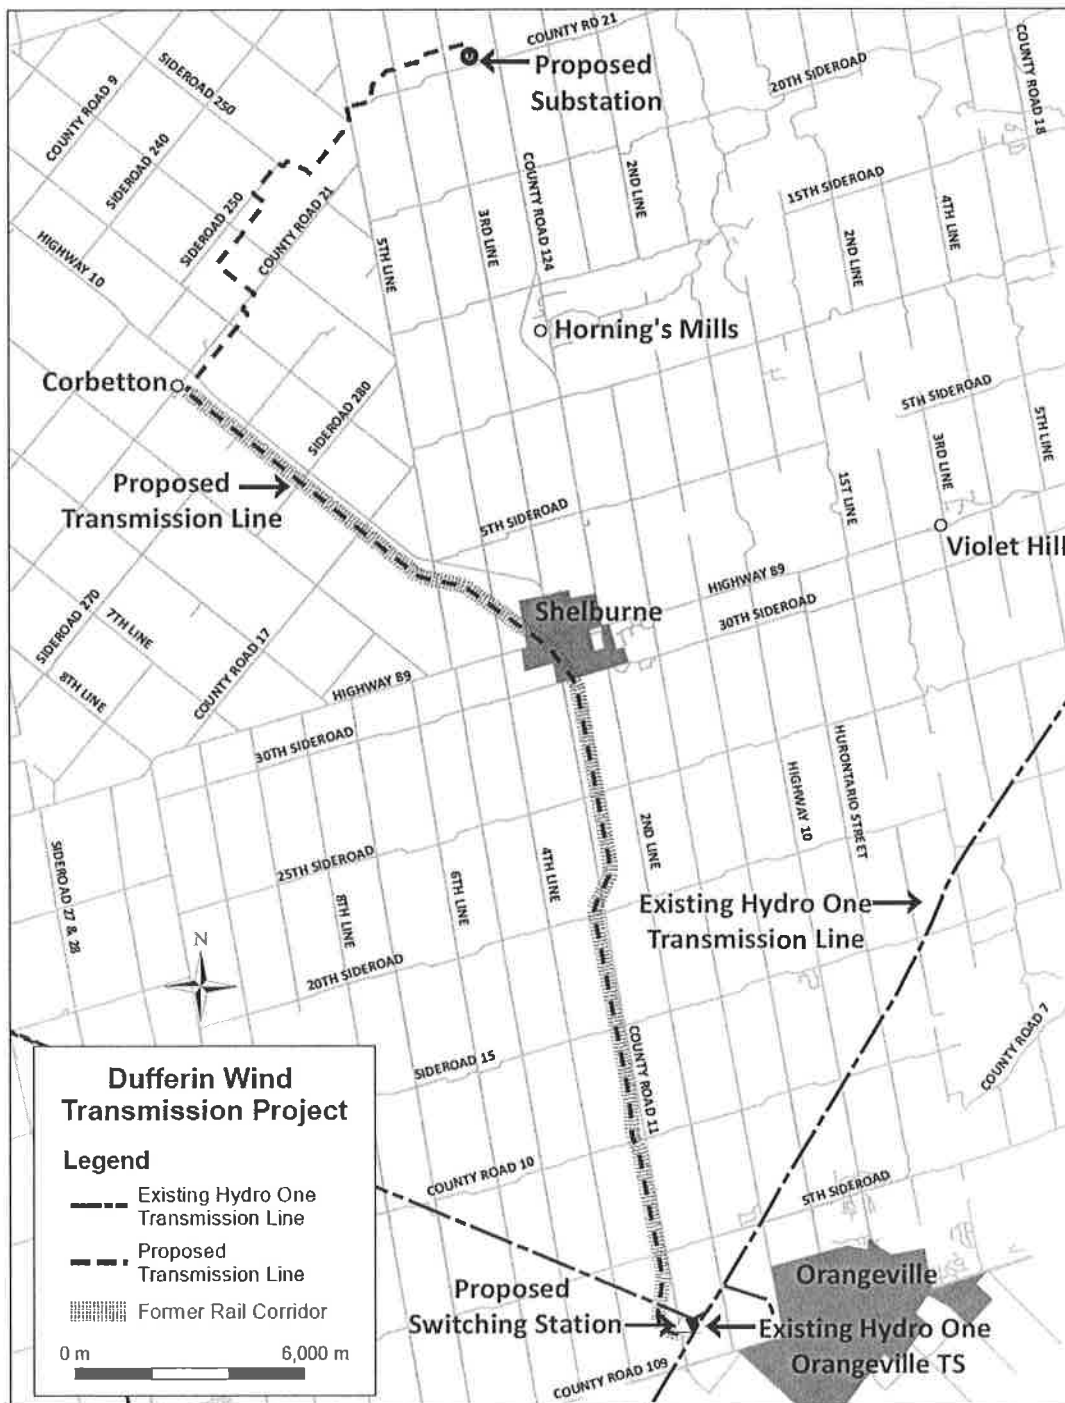 COUNTY RD 21
Proposed
Substation
SIDEROAD 250
COUNTY ROAD 9
SIDEROAD 240
20TH SIDEROAD
COUNTY ROAD 18
15TH SIDEROAD
2ND LINE
COUNTY ROAD 124
3RD LINE
4TH LINE
2ND LINE
SIDEROAD 250
COUNTY ROAD 21
5TH LINE
HIGHWAY 10
Horning's Mills
Corbetton
SIDEROAD 280
5TH SIDEROAD
5TH LINE
3RD LINE
1ST LINE
Proposed
Transmission Line
5TH SIDEROAD
Violet Hill
HIGHWAY 89
30TH SIDEROAD
Shelburne
SIDEROAD 270
7TH LINE
8TH LINE
COUNTY ROAD 17
HIGHWAY 89
30TH SIDEROAD
HURONTARIO STREET
HIGHWAY 10
2ND LINE
25TH SIDEROAD
4TH LINE
6TH LINE
8TH LINE
SIDEROAD 27 & 28
Existing Hydro One
Transmission Line
N
20TH SIDEROAD
COUNTY ROAD 7
SIDEROAD 15
COUNTY ROAD 11
COUNTY ROAD 10
5TH SIDEROAD
Dufferin Wind
Transmission Project
Legend
Existing Hydro One
Transmission Line
Proposed
Transmission Line
Former Rail Corridor
0 m 6,000 m
Orangeville
Proposed
Switching Station
Existing Hydro One
Orangeville TS
COUNTY ROAD 109